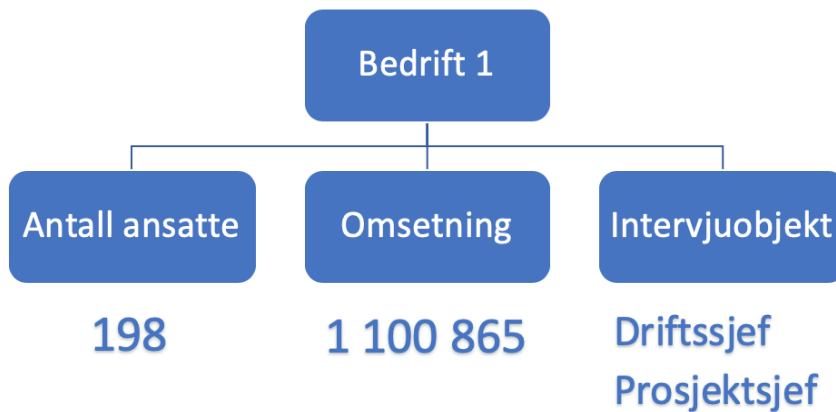 Bedrift 1
Antall ansatte
Omsetning
Intervjuobjekt
198
1 100 865
Driftssjef
Prosjektsjef